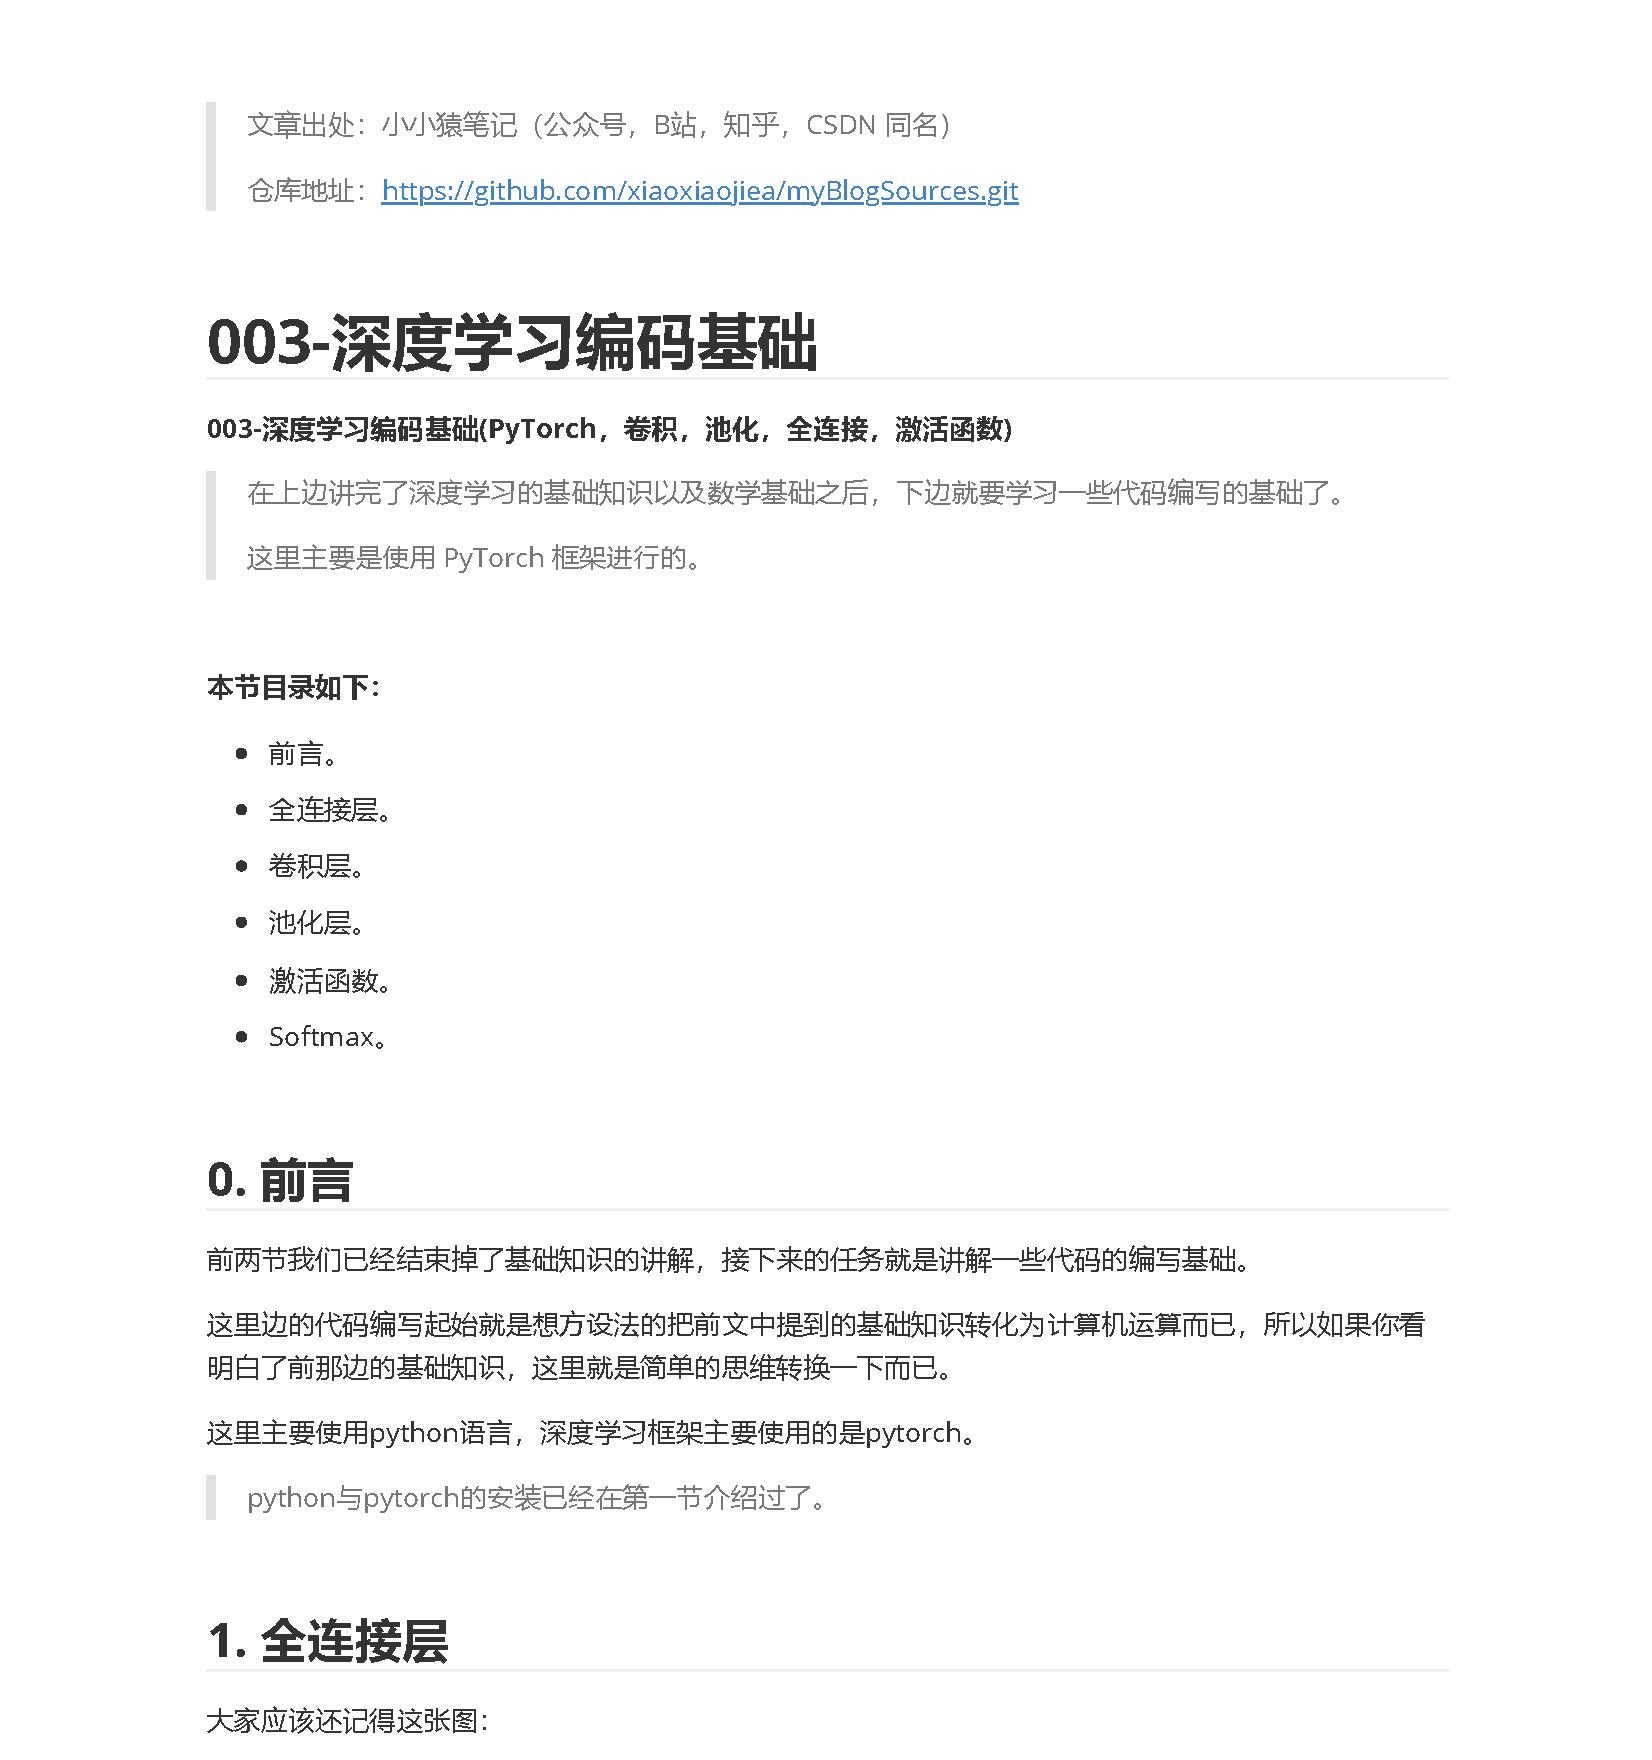 文章出处：小小猿笔记（公众号，B站，知乎，CSDN 同名）
仓库地址：https://github.com/xiaoxiaojiea/myBlogSources.git
003-深度学习编码基础
003-深度学习编码基础(PyTorch，卷积，池化，全连接，激活函数)
在上边讲完了深度学习的基础知识以及数学基础之后，下边就要学习一些代码编写的基础了。
这里主要是使用 PyTorch 框架进行的。
本节目录如下：
前言。
全连接层。
卷积层。
池化层。
激活函数。
Softmax。
0. 前言
前两节我们已经结束掉了基础知识的讲解，接下来的任务就是讲解一些代码的编写基础。
这里边的代码编写起始就是想方设法的把前文中提到的基础知识转化为计算机运算而已，所以如果你看
明白了前那边的基础知识，这里就是简单的思维转换一下而已。
这里主要使用python语言，深度学习框架主要使用的是pytorch。
python与pytorch的安装已经在第一节介绍过了。
1. 全连接层
大家应该还记得这张图：